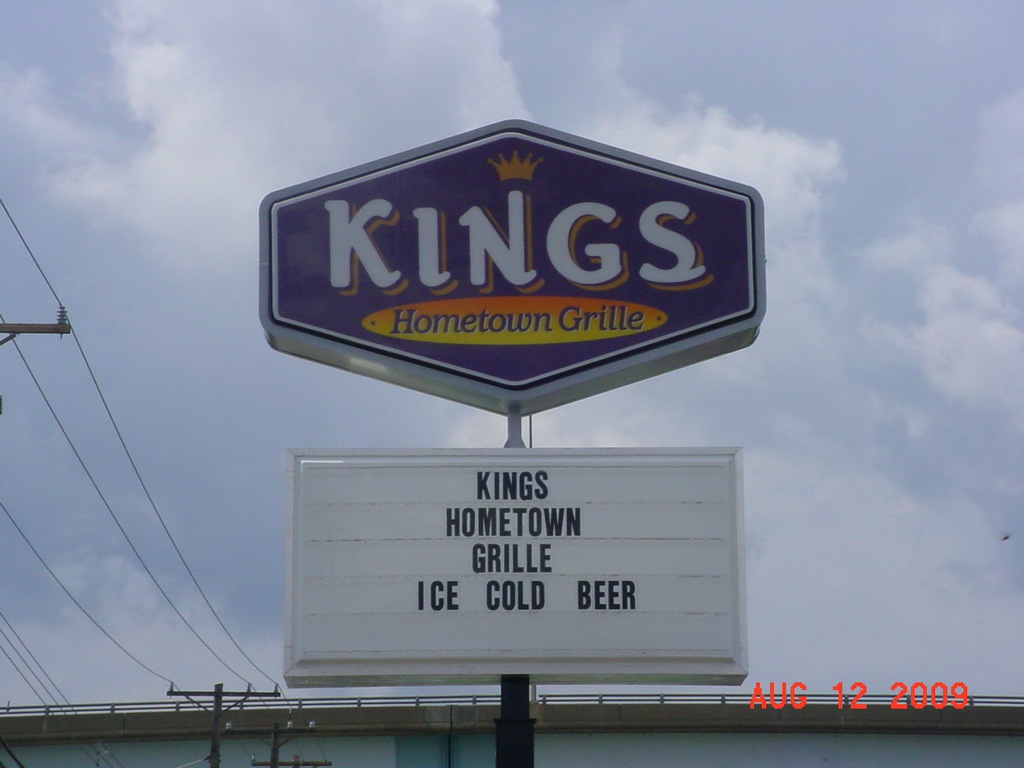 KINGS
Hometown Grille
KINGS
HOMETOWN
GRILLE
ICE COLD BEER
AUG 12 2009